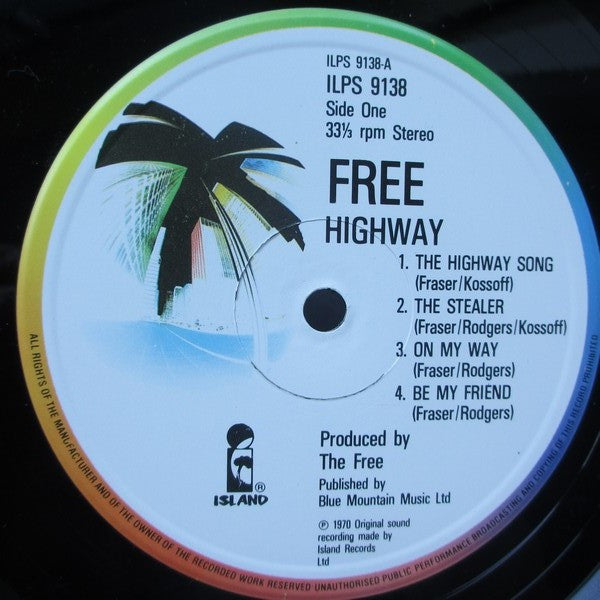 ILPS 9138-A
ILPS 9138
Side One
33⅓ rpm Stereo
FREE
HIGHWAY
1. THE HIGHWAY SONG
(Fraser/Kossoff)
2. THE STEALER
(Fraser/Rodgers/Kossoff)
3. ON MY WAY
(Fraser/Rodgers)
4. BE MY FRIEND
(Fraser/Rodgers)
Produced by
The Free
Published by
Blue Mountain Music Ltd
℗ 1970 Original sound
recording made by
Island Records
Ltd
ISLAND ®
ALL RIGHTS OF THE MANUFACTURER AND OF THE OWNER OF THE RECORDED WORK RESERVED UNAUTHORISED PUBLIC PERFORMANCE BROADCASTING AND COPYING OF THIS RECORD PROHIBITED